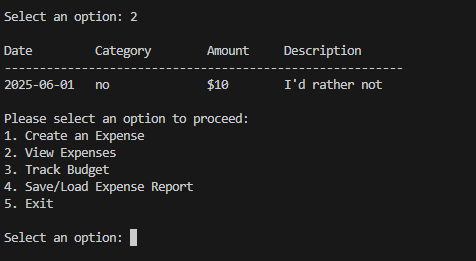 Select an option: 2
Date Category Amount Description
---------------------------------------------------------
2025-06-01 no $10 I'd rather not
Please select an option to proceed:
1. Create an Expense
2. View Expenses
3. Track Budget
4. Save/Load Expense Report
5. Exit
Select an option: